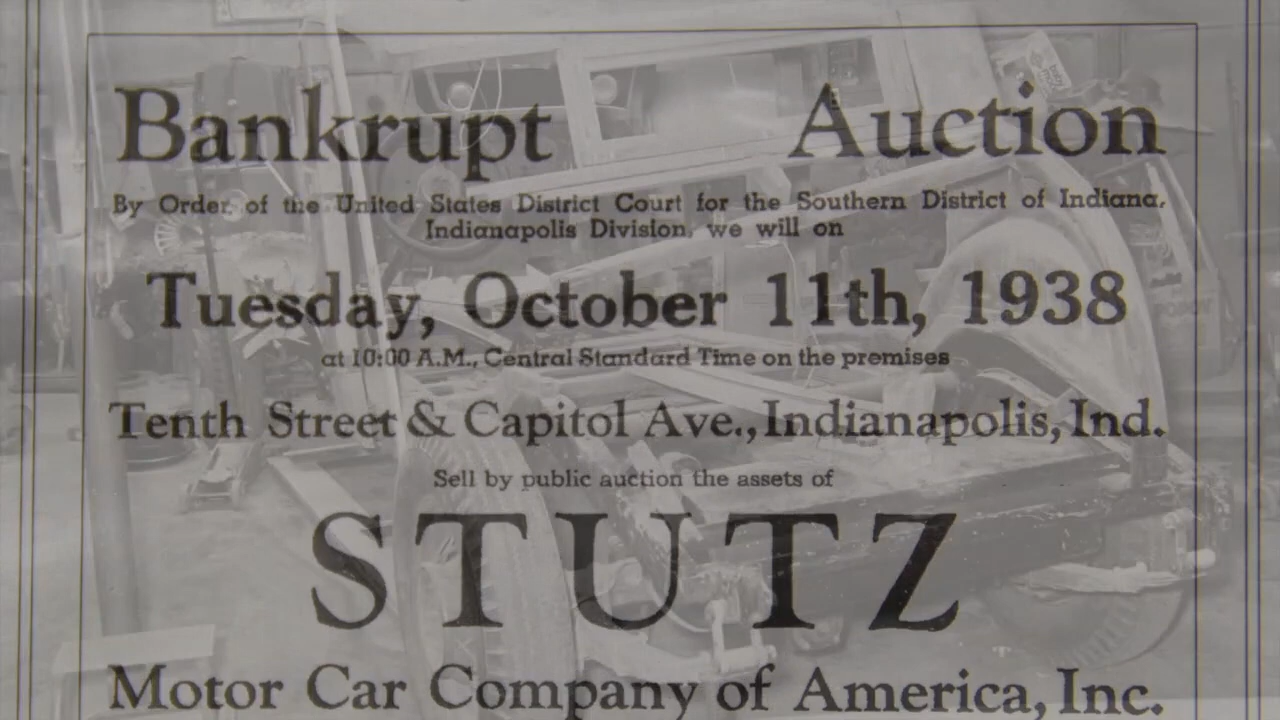 Bankrupt Auction
By Order of the United States District Court for the Southern District of Indiana,
Indianapolis Division, we will on
Tuesday, October 11th, 1938
at 10:00 A.M., Central Standard Time on the premises
Tenth Street & Capitol Ave., Indianapolis, Ind.
Sell by public auction the assets of
STUTZ
Motor Car Company of America, Inc.